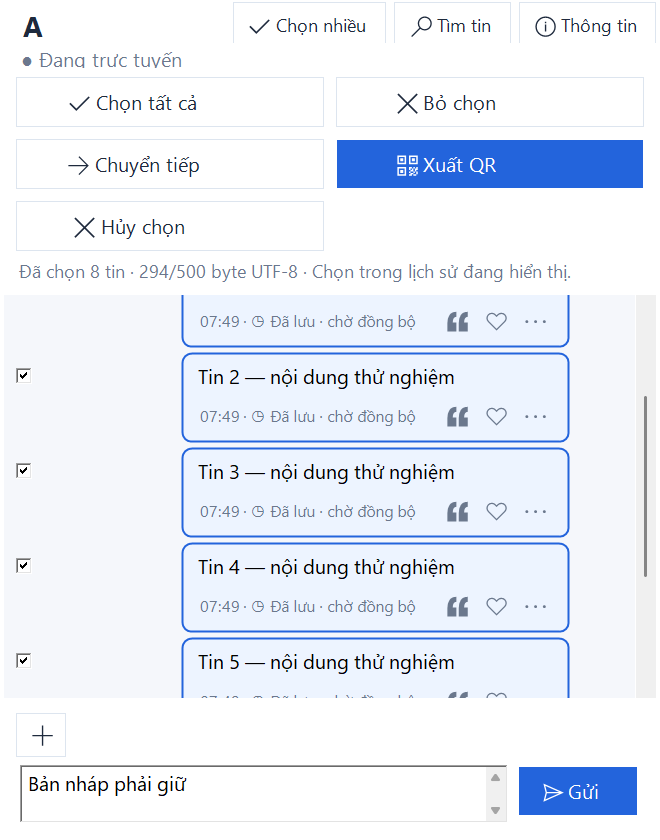 A
Chọn nhiều
Tìm tin
Thông tin
● Đang trực tuyến
Chọn tất cả
Bỏ chọn
Chuyển tiếp
Xuất QR
Hủy chọn
Đã chọn 8 tin · 294/500 byte UTF-8 · Chọn trong lịch sử đang hiển thị.
07:49 · Đã lưu · chờ đồng bộ
Tin 2 — nội dung thử nghiệm
07:49 · Đã lưu · chờ đồng bộ
Tin 3 — nội dung thử nghiệm
07:49 · Đã lưu · chờ đồng bộ
Tin 4 — nội dung thử nghiệm
07:49 · Đã lưu · chờ đồng bộ
Tin 5 — nội dung thử nghiệm
Bản nháp phải giữ
Gửi